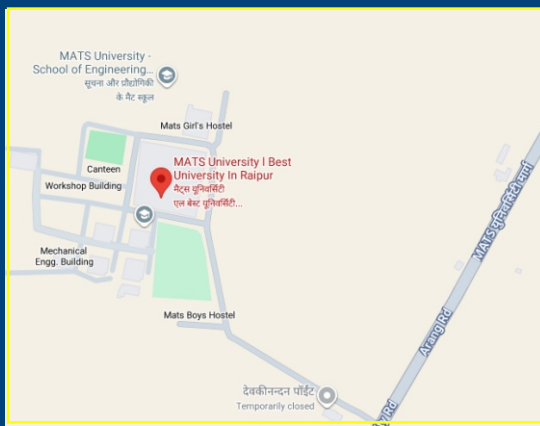 MATS University -
School of Engineering...
सूचना और प्रौद्योगिकी
के मैट स्कूल
Mats Girl's Hostel
Canteen
MATS University I Best
University In Raipur
मैट्स यूनिवर्सिटी
एल बेस्ट यूनिवर्सिटी...
Workshop Building
Mechanical
Engg. Building
MATS यूनिवर्सिटी मार्ग
Mats Boys Hostel
Arang Rd
देवकीनन्दन पॉईंट
Temporarily closed
Rd